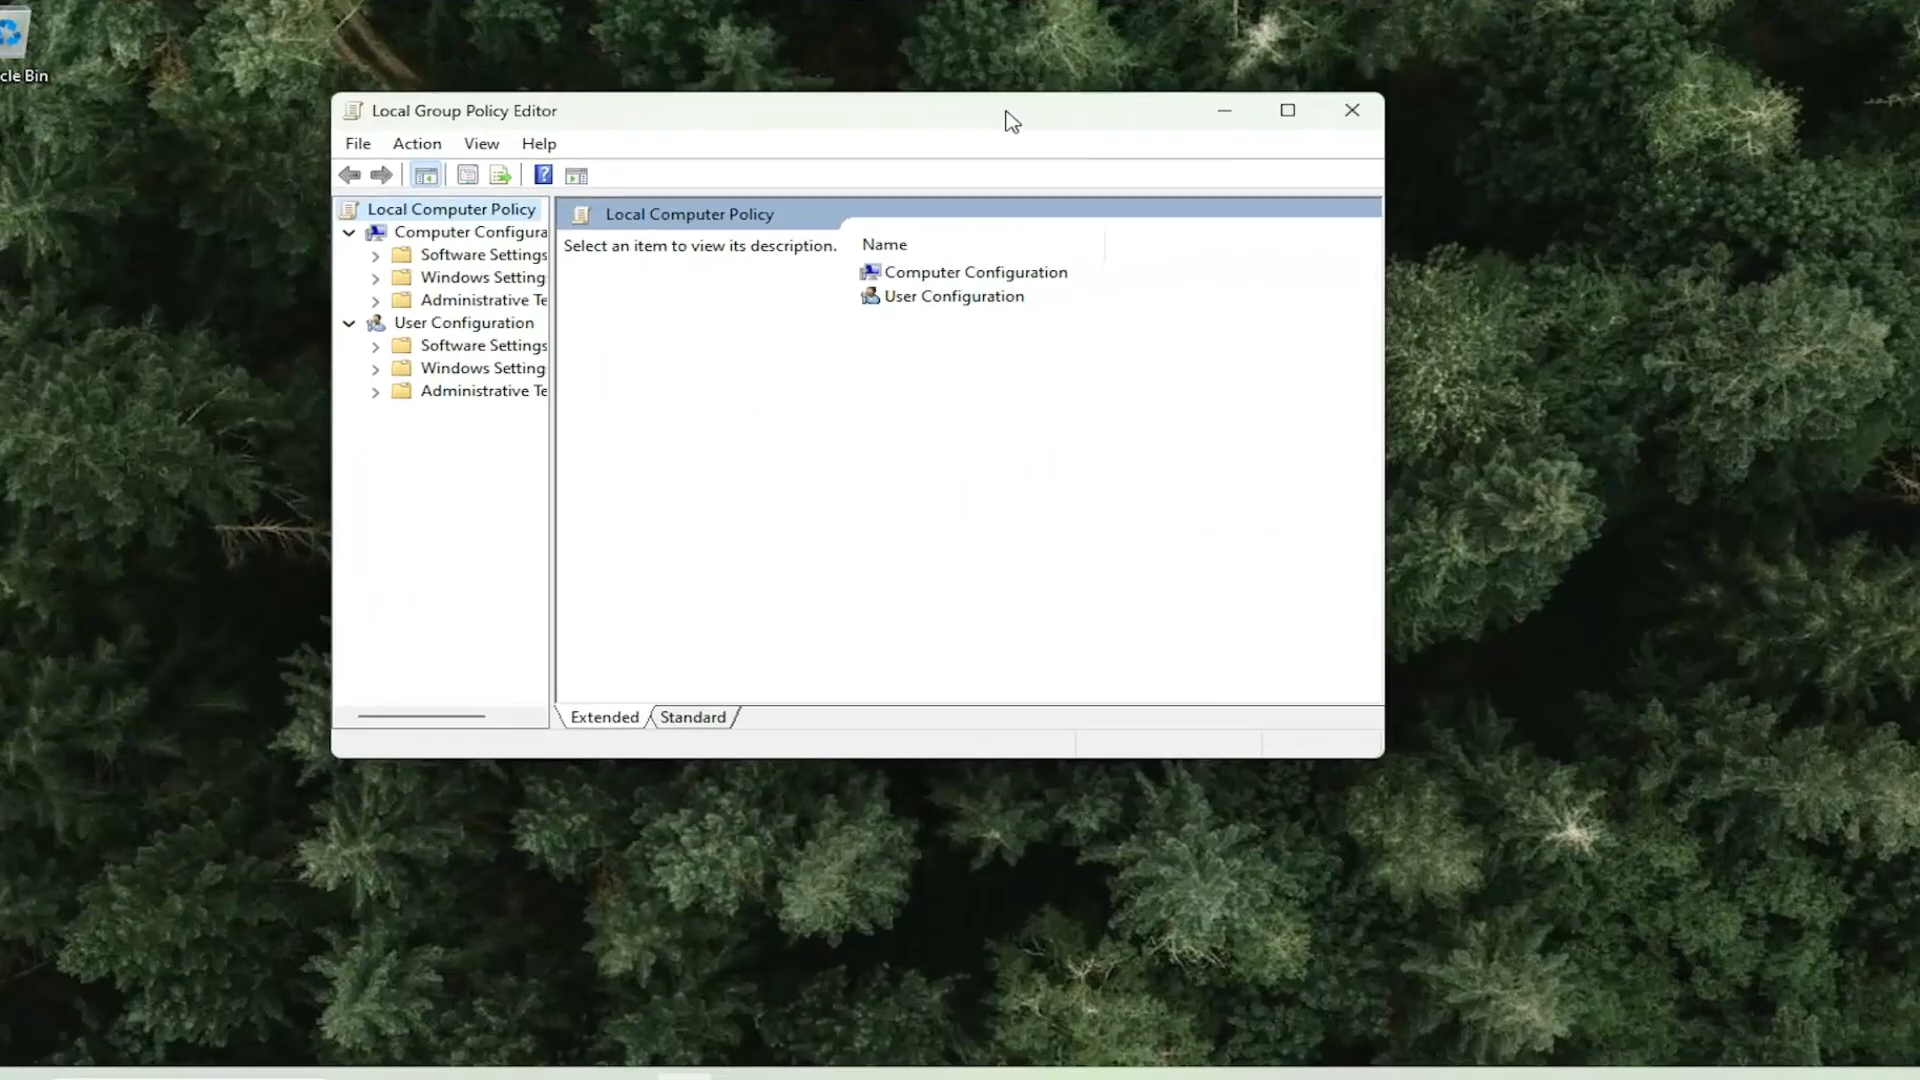 cle Bin
Local Group Policy Editor
File Action View Help
Local Computer Policy
Computer Configura
Software Settings
Windows Setting
Administrative Te
User Configuration
Software Settings
Windows Setting
Administrative Te
Local Computer Policy
Select an item to view its description.
Name
Computer Configuration
User Configuration
Extended Standard